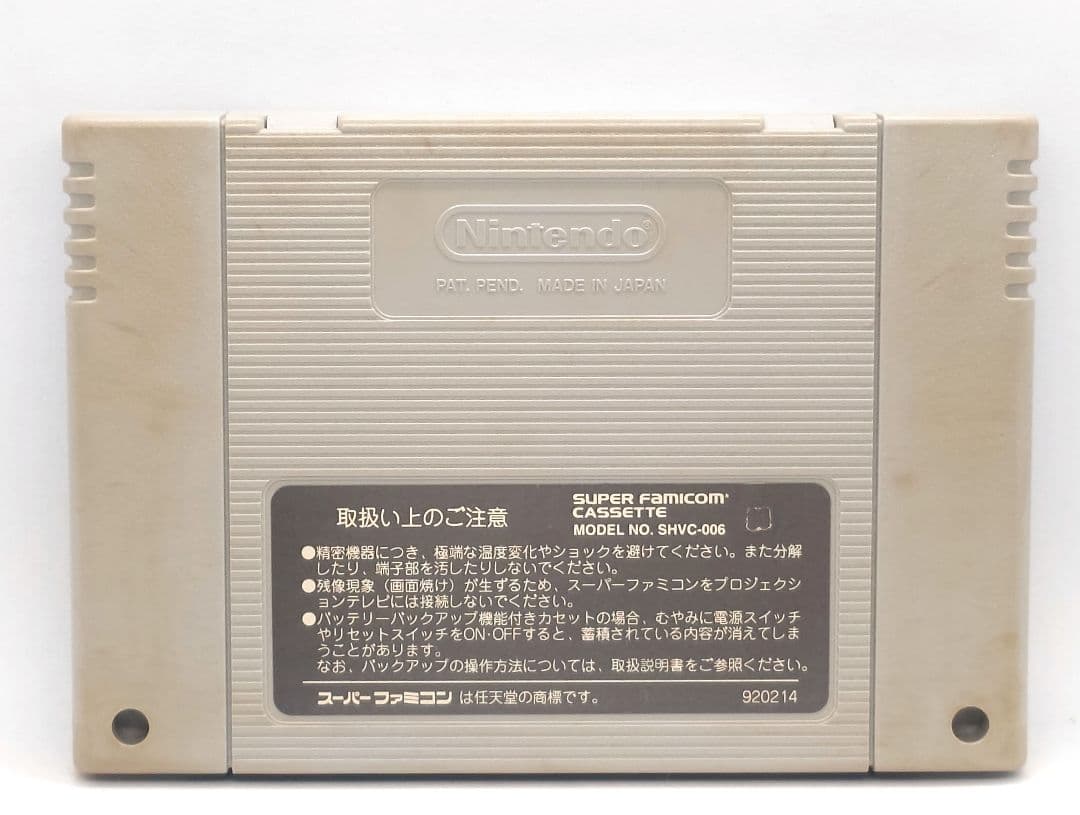 Nintendo®
PAT. PEND. MADE IN JAPAN
取扱い上のご注意
SUPER FAMICOM
CASSETTE
MODEL NO. SHVC-006
●精密機器につき、極端な温度変化やショックを避けてください。また分解
したり、端子部を汚したりしないでください。
●残像現象（画面焼け）が生ずるため、スーパーファミコンをプロジェクシ
ョンテレビには接続しないでください。
●バッテリーバックアップ機能付きカセットの場合、むやみに電源スイッチ
やリセットスイッチをON·OFFすると、蓄積されている内容が消えてしま
うことがあります。
なお、バックアップの操作方法については、取扱説明書をご参照ください。
スーパーファミコン は任天堂の商標です。
920214